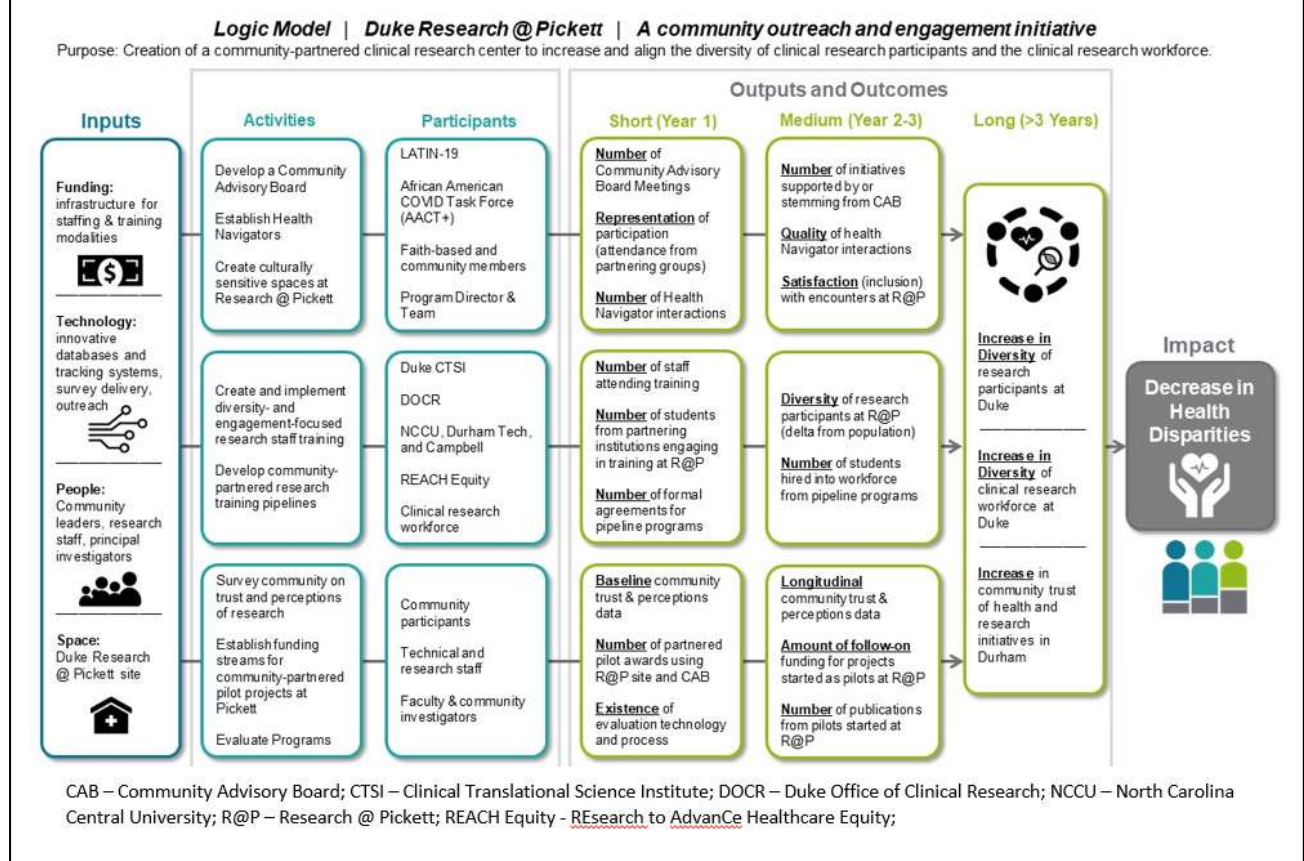 Logic Model | Duke Research @ Pickett | A community outreach and engagement initiative
Purpose: Creation of a community-partnered clinical research center to increase and align the diversity of clinical research participants and the clinical research workforce.
Outputs and Outcomes
Inputs
Activities
Participants
Short (Year 1)
Medium (Year 2-3)
Long (>3 Years)
Funding:
infrastructure for
staffing & training
modalities
Technology:
innovative
databases and
tracking systems,
survey delivery,
outreach
People:
Community
leaders, research
staff, principal
investigators
Space:
Duke Research
@ Pickett site
Develop a Community
Advisory Board
Establish Health
Navigators
Create culturally
sensitive spaces at
Research @ Pickett
LATIN-19
African American
COVID Task Force
(AACT+)
Faith-based and
community members
Program Director &
Team
Number of
Community Advisory
Board Meetings
Representation of
participation
(attendance from
partnering groups)
Number of Health
Navigator interactions
Number of initiatives
supported by or
stemming from CAB
Quality of health
Navigator interactions
Satisfaction (inclusion)
with encounters at R@P
Create and implement
diversity- and
engagement-focused
research staff training
Develop community-
partnered research
training pipelines
Duke CTSI
DOCR
NCCU, Durham Tech,
and Campbell
REACH Equity
Clinical research
workforce
Number of staff
attending training
Number of students
from partnering
institutions engaging
in training at R@P
Number of formal
agreements for
pipeline programs
Diversity of research
participants at R@P
(delta from population)
Number of students
hired into workforce
from pipeline programs
Survey community on
trust and perceptions
of research
Establish funding
streams for
community-partnered
pilot projects at
Pickett
Evaluate Programs
Community
participants
Technical and
research staff
Faculty & community
investigators
Baseline community
trust & perceptions
data
Number of partnered
pilot awards using
R@P site and CAB
Existence of
evaluation technology
and process
Longitudinal
community trust &
perceptions data
Amount of follow-on
funding for projects
started as pilots at R@P
Number of publications
from pilots started at
R@P
Increase in
Diversity of
research
participants at
Duke
Increase in
Diversity of
clinical research
workforce at
Duke
Increase in
community trust
of health and
research
initiatives in
Durham
Impact
Decrease in
Health
Disparities
CAB – Community Advisory Board; CTSI – Clinical Translational Science Institute; DOCR – Duke Office of Clinical Research; NCCU – North Carolina
Central University; R@P – Research @ Pickett; REACH Equity - REsearch to AdvanCe Healthcare Equity;